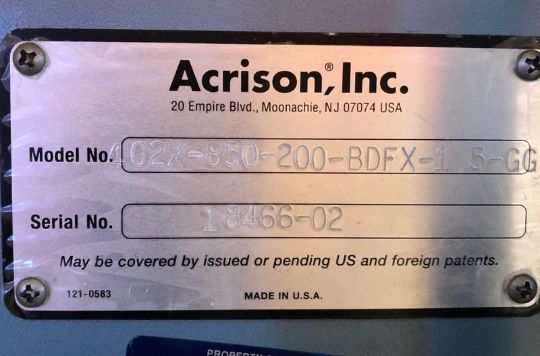 Acrison,® Inc.
20 Empire Blvd., Moonachie, NJ 07074 USA
Model No. 402X-850-200-BDFX-1.5-GG
Serial No. 18466-02
May be covered by issued or pending US and foreign patents.
121-0583 MADE IN U.S.A.
PROPERTY